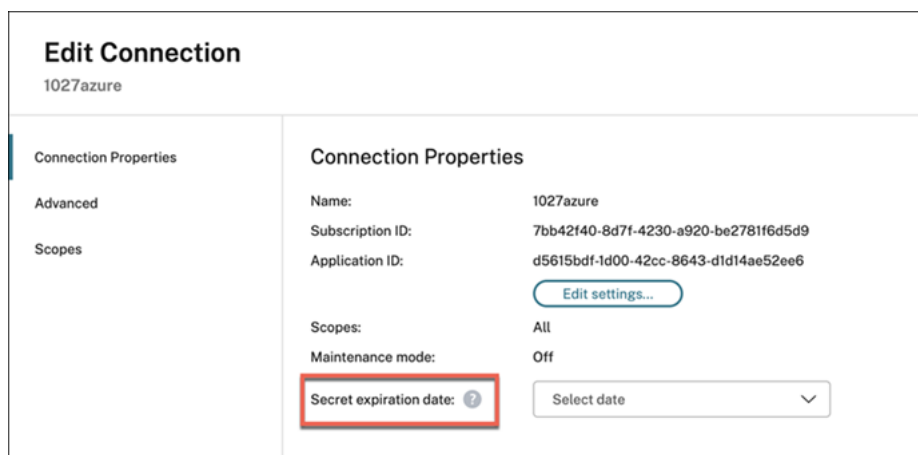 Edit Connection
1027azure
Connection Properties
Advanced
Scopes
Connection Properties
Name: 1027azure
Subscription ID: 7bb42f40-8d7f-4230-a920-be2781f6d5d9
Application ID: d5615bdf-1d00-42cc-8643-d1d14ae52ee6
Edit settings...
Scopes: All
Maintenance mode: Off
Secret expiration date: ? Select date